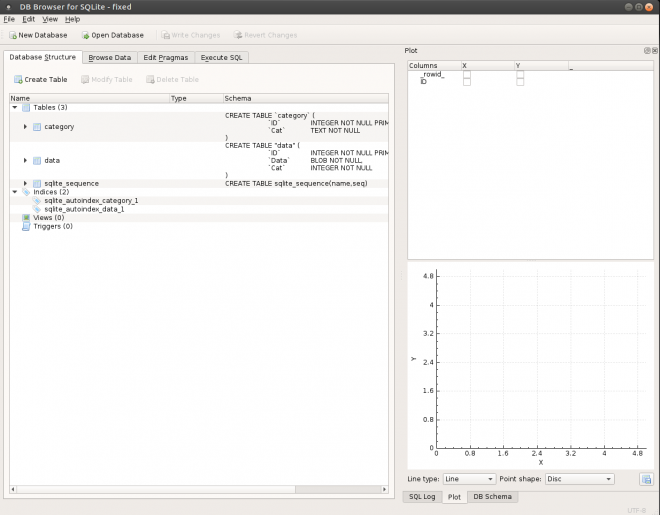 DB Browser for SQLite - fixed
File Edit View Help
New Database Open Database Write Changes Revert Changes
Database Structure Browse Data Edit Pragmas Execute SQL
Create Table Modify Table Delete Table
Name Type Schema
Tables (3)
category
CREATE TABLE `category` (
`ID` INTEGER NOT NULL PRIM
`Cat` TEXT NOT NULL
)
data
CREATE TABLE "data" (
`ID` INTEGER NOT NULL PRIM
`Data` BLOB NOT NULL,
`Cat` INTEGER NOT NULL
)
sqlite_sequence CREATE TABLE sqlite_sequence(name,seq)
Indices (2)
sqlite_autoindex_category_1
sqlite_autoindex_data_1
Views (0)
Triggers (0)
Plot
Columns X Y _
_rowid_
ID
4.8
4
3.2
Y
2.4
1.6
0.8
0
0 0.8 1.6 2.4 3.2 4 4.8
X
Line type: Line Point shape: Disc
SQL Log Plot DB Schema
UTF-8